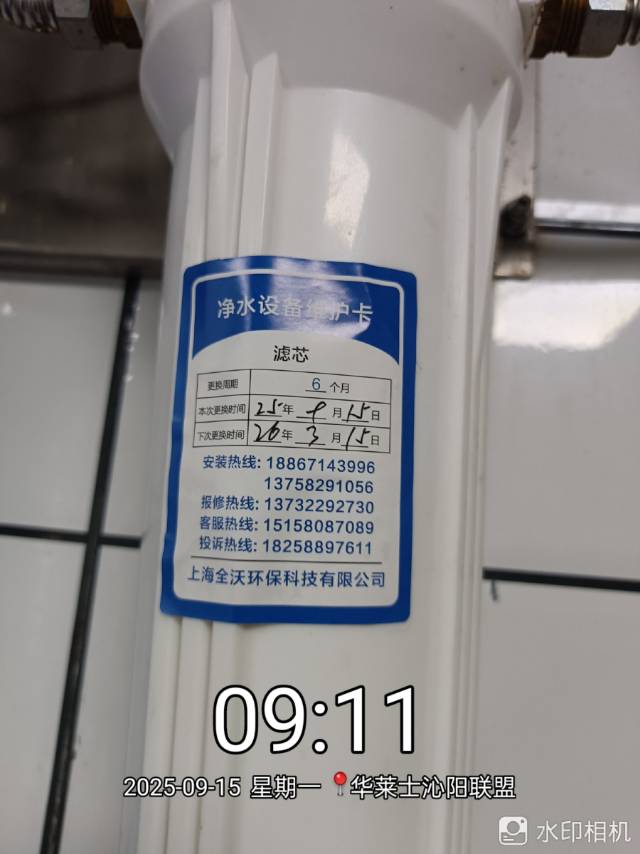 净水设备维护卡
滤芯
更换周期 6 个月
本次更换时间 25年 9月15日
下次更换时间 26年 3月15日
安装热线: 18867143996
13758291056
报修热线: 13732292730
客服热线: 15158087089
投诉热线: 18258897611
上海全沃环保科技有限公司
09:11
2025-09-15 星期一 华莱士沁阳联盟
水印相机